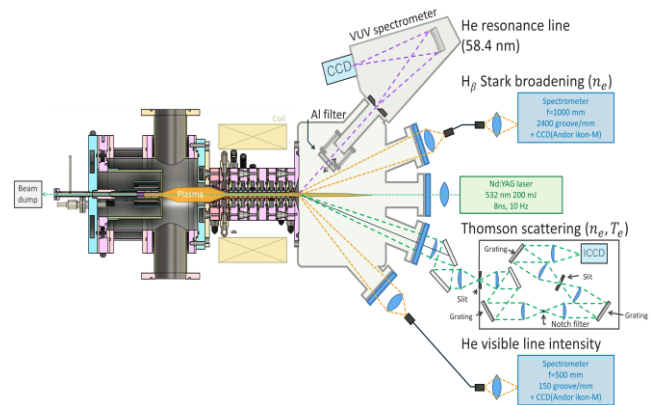 VUV spectrometer
He resonance line
(58.4 nm)
CCD
Al filter
Coil
Hβ Stark broadening (nₑ)
Spectrometer
f=1000 mm
2400 groove/mm
+ CCD(Andor ikon-M)
Beam
dump
Plasma
Nd:YAG laser
532 nm 200 mJ
8ns, 10 Hz
Thomson scattering (nₑ, Tₑ)
Grating
ICCD
Slit
Slit
Grating
Notch filter
Grating
He visible line intensity
Spectrometer
f=500 mm
150 groove/mm
+ CCD(Andor ikon-M)